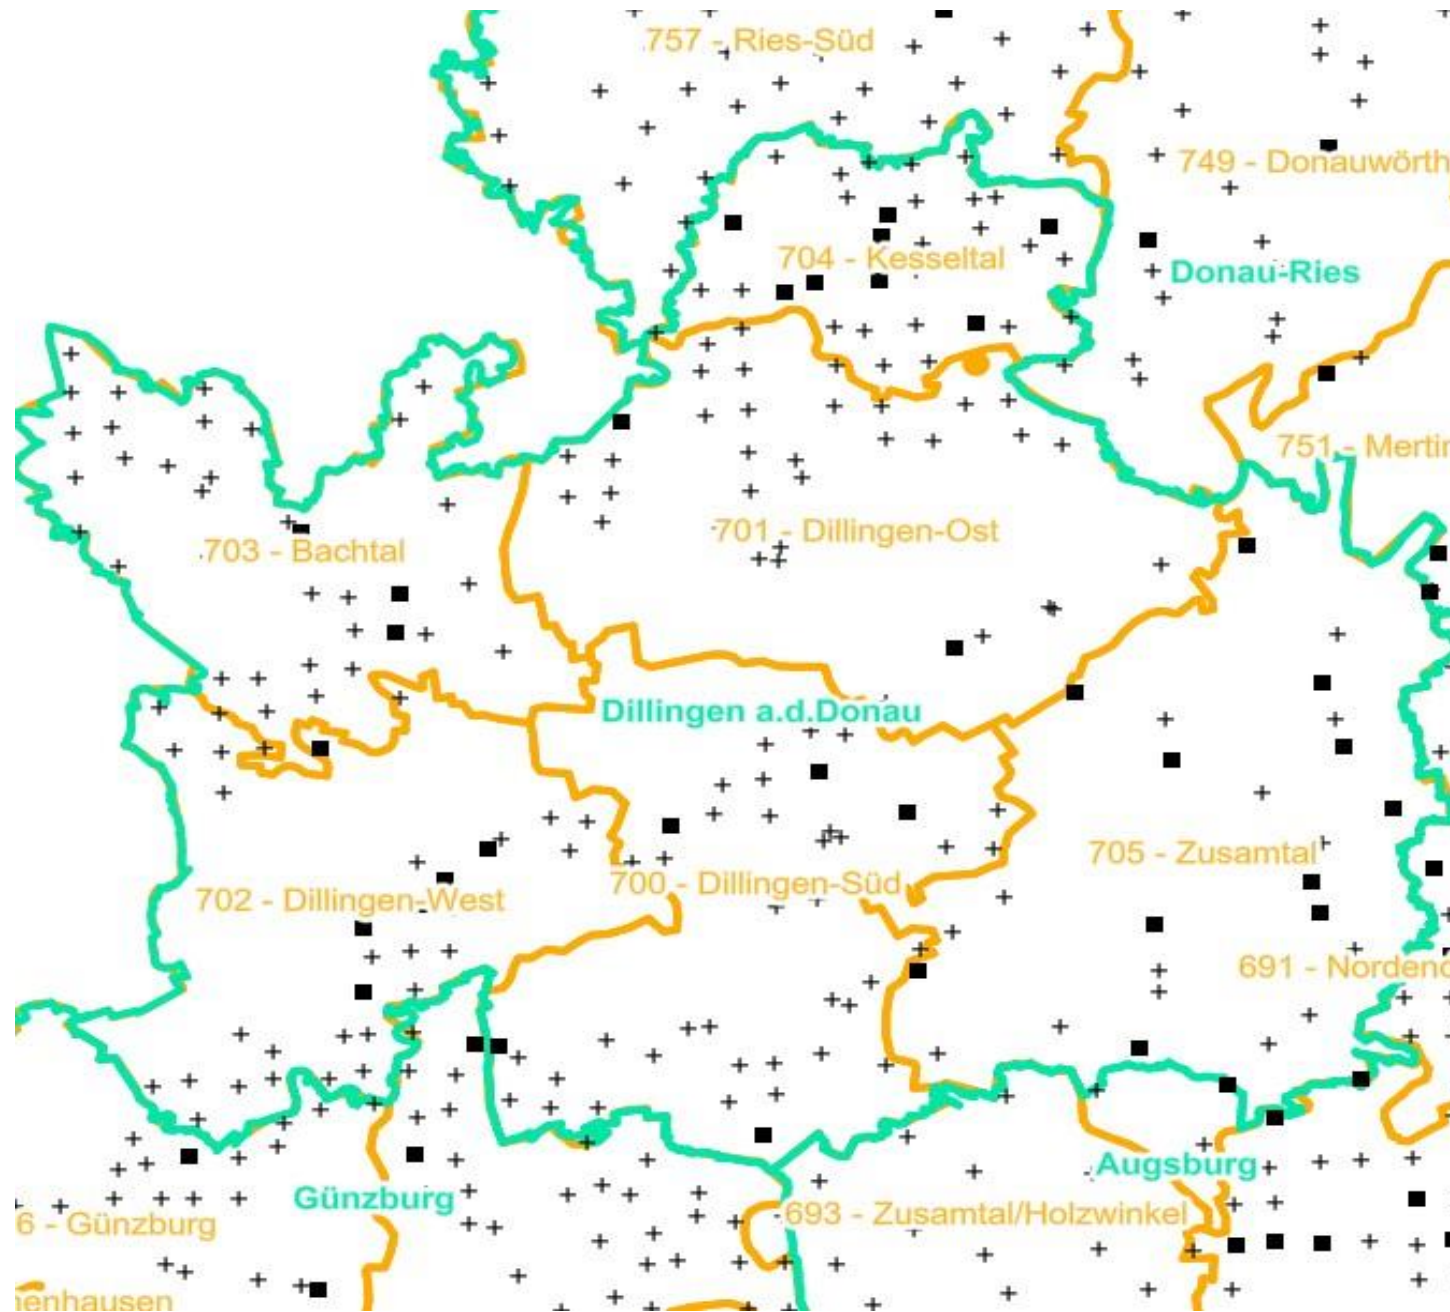 757 - Ries-Süd
749 - Donauwörth
704 - Kesseltal
Donau-Ries
751 - Mertin
701 - Dillingen-Ost
703 - Bachtal
Dillingen a.d.Donau
705 - Zusamtal
700 - Dillingen-Süd
702 - Dillingen-West
691 - Nordend
Augsburg
Günzburg
693 - Zusamtal/Holzwinkel
6 - Günzburg
enhausen